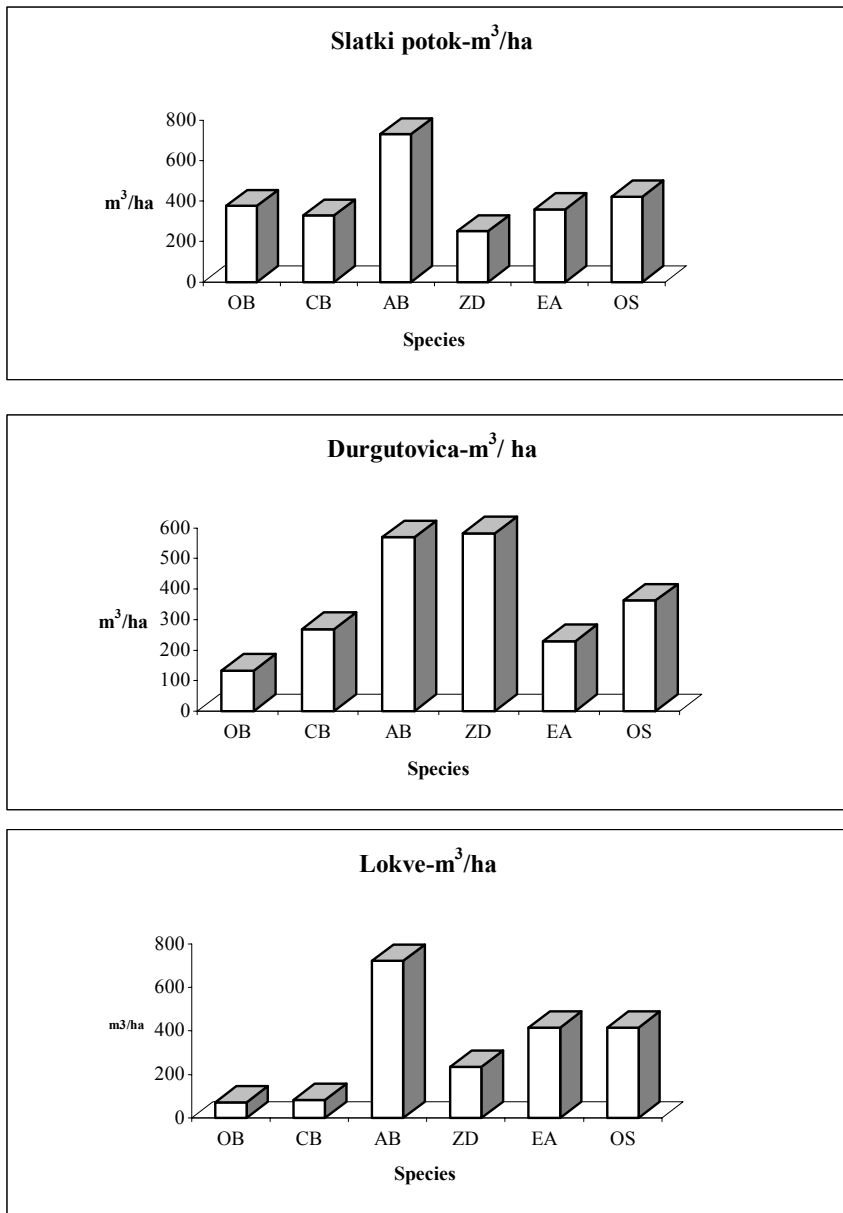 Slatki potok-m³/ha
800
600
m³/ha
400
200
0
OB CB AB ZD EA OS
Species
Durgutovica-m³/ ha
600
500
400
m³/ha
300
200
100
0
OB CB AB ZD EA OS
Species
Lokve-m³/ha
800
600
m3/ha
400
200
0
OB CB AB ZD EA OS
Species